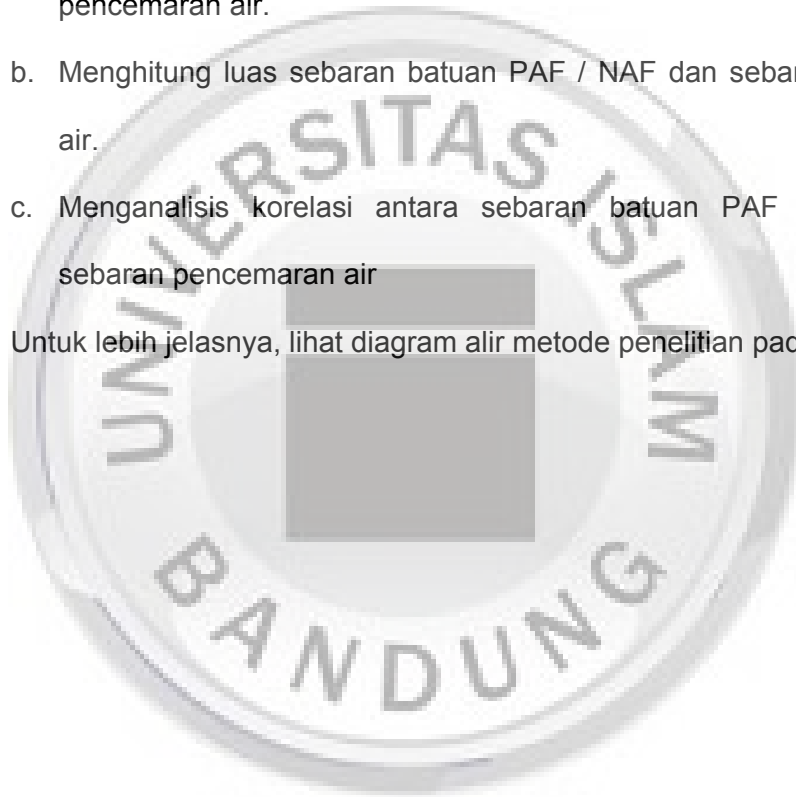 pencemaran air.
b. Menghitung luas sebaran batuan PAF / NAF dan sebar
air.
c. Menganalisis korelasi antara sebaran batuan PAF
sebaran pencemaran air
Untuk lebih jelasnya, lihat diagram alir metode penelitian pad
UNIVERSITAS ISLAM
BANDUNG